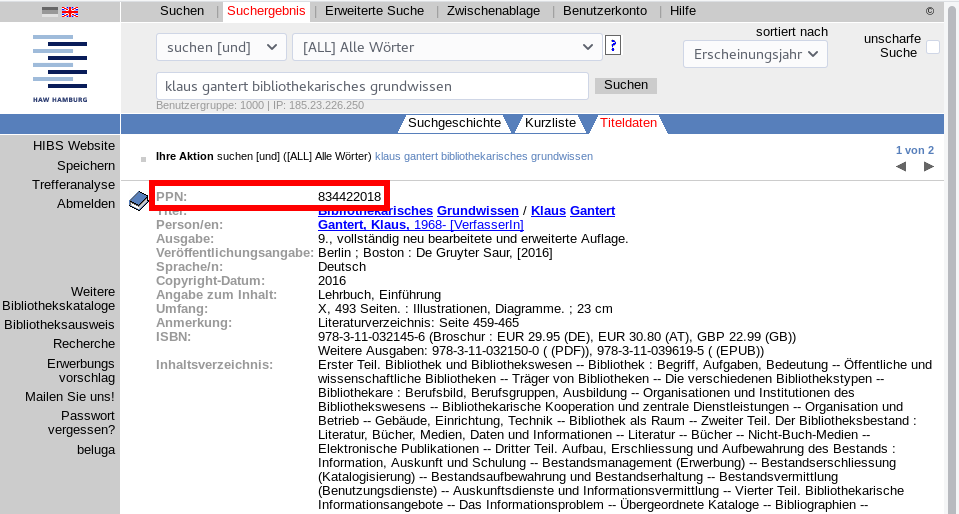 Suchen | Suchergebnis | Erweiterte Suche | Zwischenablage | Benutzerkonto | Hilfe ©
HAW HAMBURG
suchen [und] [ALL] Alle Wörter ?
sortiert nach
Erscheinungsjahr
unscharfe
Suche
klaus gantert bibliothekarisches grundwissen Suchen
Benutzergruppe: 1000 | IP: 185.23.226.250
Suchgeschichte Kurzliste Titeldaten
HIBS Website
Speichern
Trefferanalyse
Abmelden
Weitere
Bibliothekskataloge
Bibliotheksausweis
Recherche
Erwerbungs
vorschlag
Mailen Sie uns!
Passwort
vergessen?
beluga
Ihre Aktion suchen [und] ([ALL] Alle Wörter) klaus gantert bibliothekarisches grundwissen
1 von 2
PPN: 834422018
Titel: Bibliothekarisches Grundwissen / Klaus Gantert
Person/en: Gantert, Klaus, 1968- [VerfasserIn]
Ausgabe: 9., vollständig neu bearbeitete und erweiterte Auflage.
Veröffentlichungsangabe: Berlin ; Boston : De Gruyter Saur, [2016]
Sprache/n: Deutsch
Copyright-Datum: 2016
Angabe zum Inhalt: Lehrbuch, Einführung
Umfang: X, 493 Seiten. : Illustrationen, Diagramme. ; 23 cm
Anmerkung: Literaturverzeichnis: Seite 459-465
ISBN: 978-3-11-032145-6 (Broschur : EUR 29.95 (DE), EUR 30.80 (AT), GBP 22.99 (GB))
Weitere Ausgaben: 978-3-11-032150-0 ( (PDF)), 978-3-11-039619-5 ( (EPUB))
Inhaltsverzeichnis: Erster Teil. Bibliothek und Bibliothekswesen -- Bibliothek : Begriff, Aufgaben, Bedeutung -- Öffentliche und
wissenschaftliche Bibliotheken -- Träger von Bibliotheken -- Die verschiedenen Bibliothekstypen --
Bibliothekare : Berufsbild, Berufsgruppen, Ausbildung -- Organisationen und Institutionen des
Bibliothekswesens -- Bibliothekarische Kooperation und zentrale Dienstleistungen -- Organisation und
Betrieb -- Gebäude, Einrichtung, Technik -- Bibliothek als Raum -- Zweiter Teil. Der Bibliotheksbestand :
Literatur, Bücher, Medien, Daten und Informationen -- Literatur -- Bücher -- Nicht-Buch-Medien --
Elektronische Publikationen -- Dritter Teil. Aufbau, Erschliessung und Aufbewahrung des Bestands :
Information, Auskunft und Schulung -- Bestandsmanagement (Erwerbung) -- Bestandserschliessung
(Katalogisierung) -- Bestandsaufbewahrung und Bestandserhaltung -- Bestandsvermittlung
(Benutzungsdienste) -- Auskunftsdienste und Informationsvermittlung -- Vierter Teil. Bibliothekarische
Informationsangebote -- Das Informationsproblem -- Übergeordnete Kataloge -- Bibliographien --